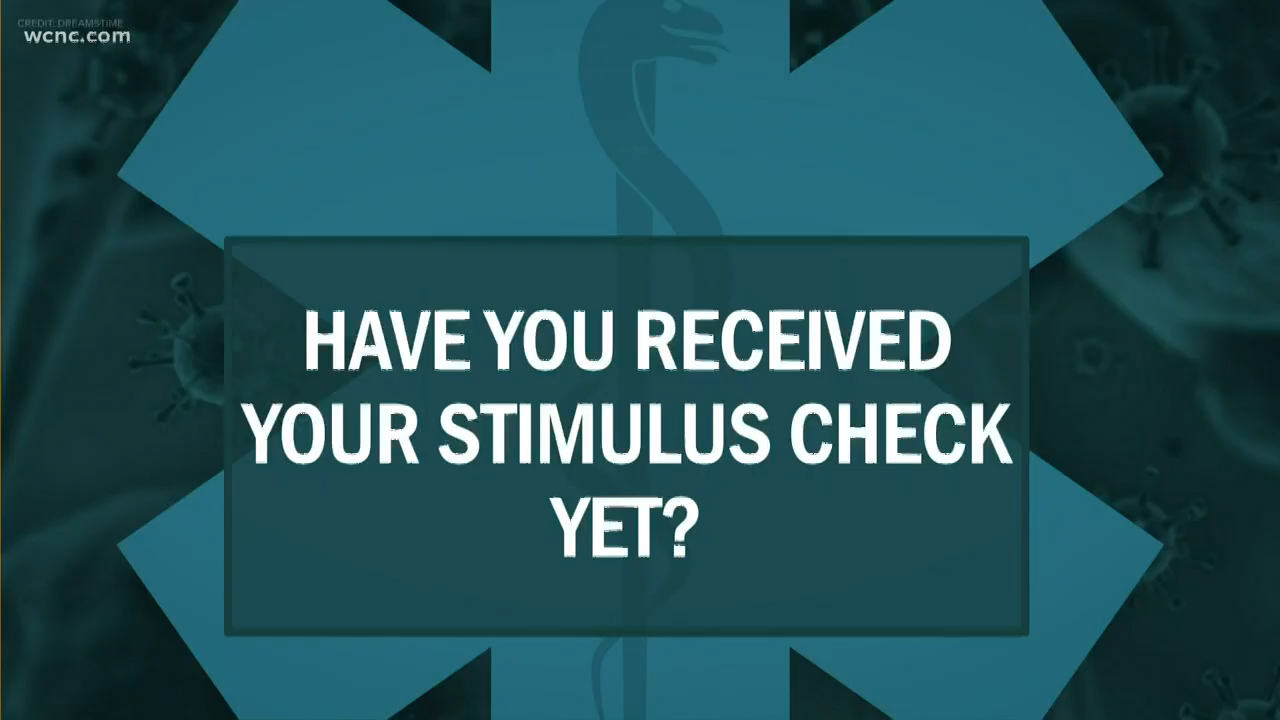 CREDIT: DREAMSTIME
wcnc.com
HAVE YOU RECEIVED
YOUR STIMULUS CHECK
YET?